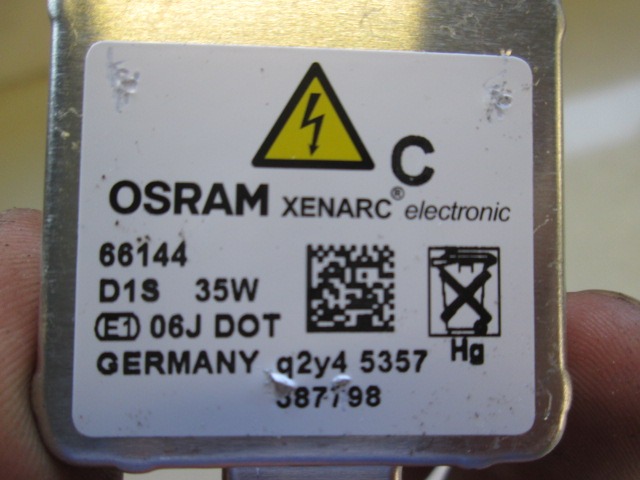 C
OSRAM XENARC® electronic
66144
D1S 35W
E1 06J DOT
Hg
GERMANY q2y4 5357
387798